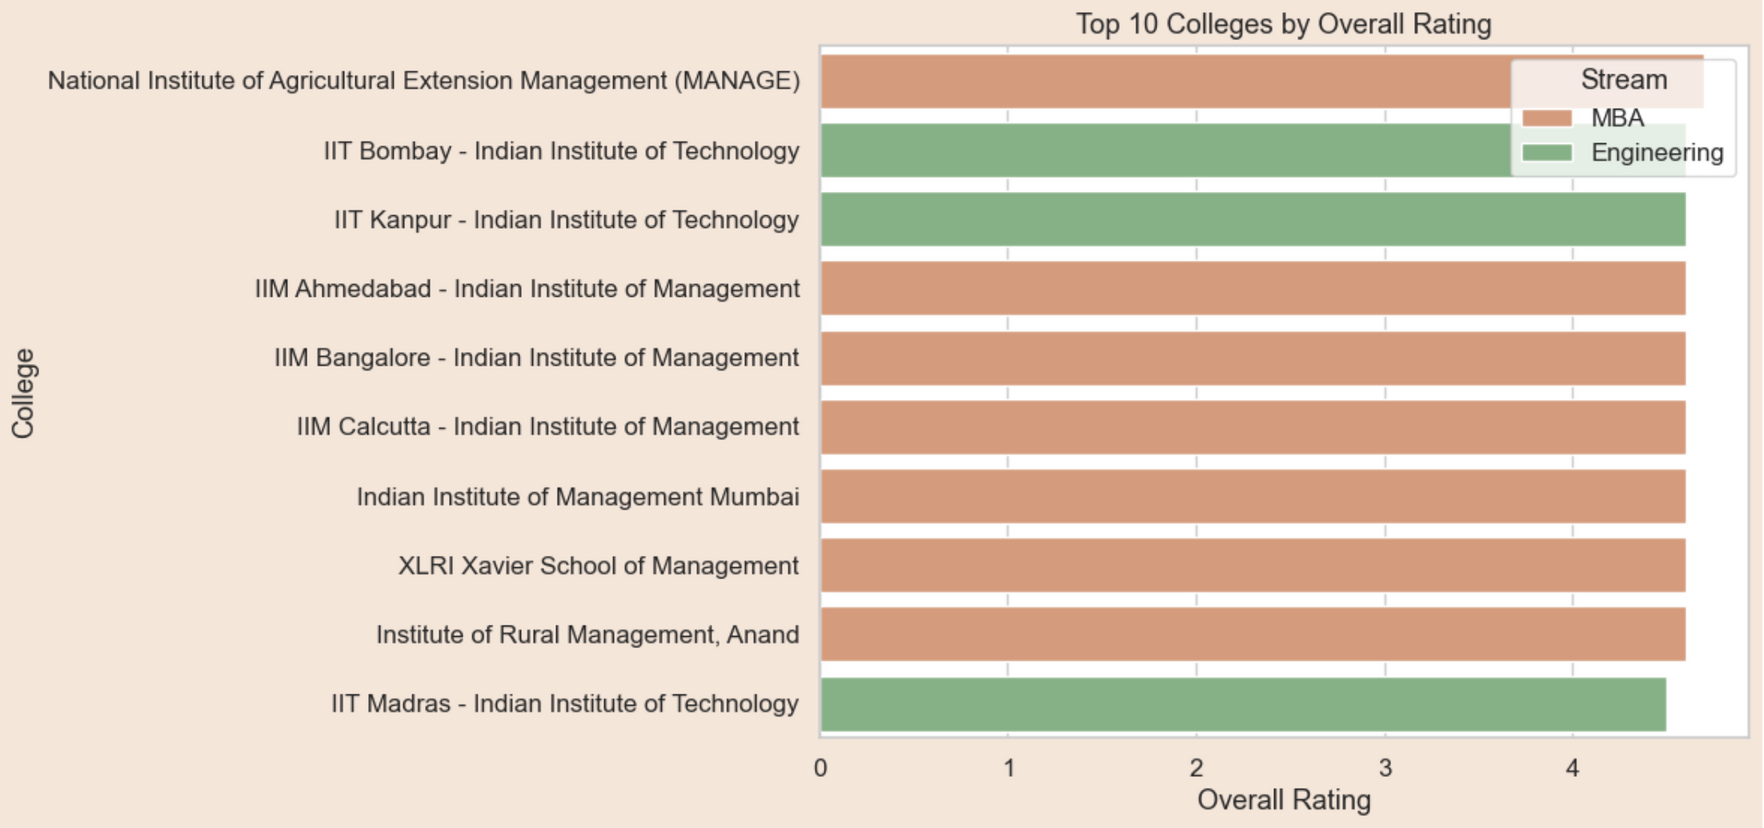 Top 10 Colleges by Overall Rating
National Institute of Agricultural Extension Management (MANAGE)
IIT Bombay - Indian Institute of Technology
IIT Kanpur - Indian Institute of Technology
IIM Ahmedabad - Indian Institute of Management
IIM Bangalore - Indian Institute of Management
IIM Calcutta - Indian Institute of Management
Indian Institute of Management Mumbai
XLRI Xavier School of Management
Institute of Rural Management, Anand
IIT Madras - Indian Institute of Technology
College
Stream
MBA
Engineering
0 1 2 3 4
Overall Rating